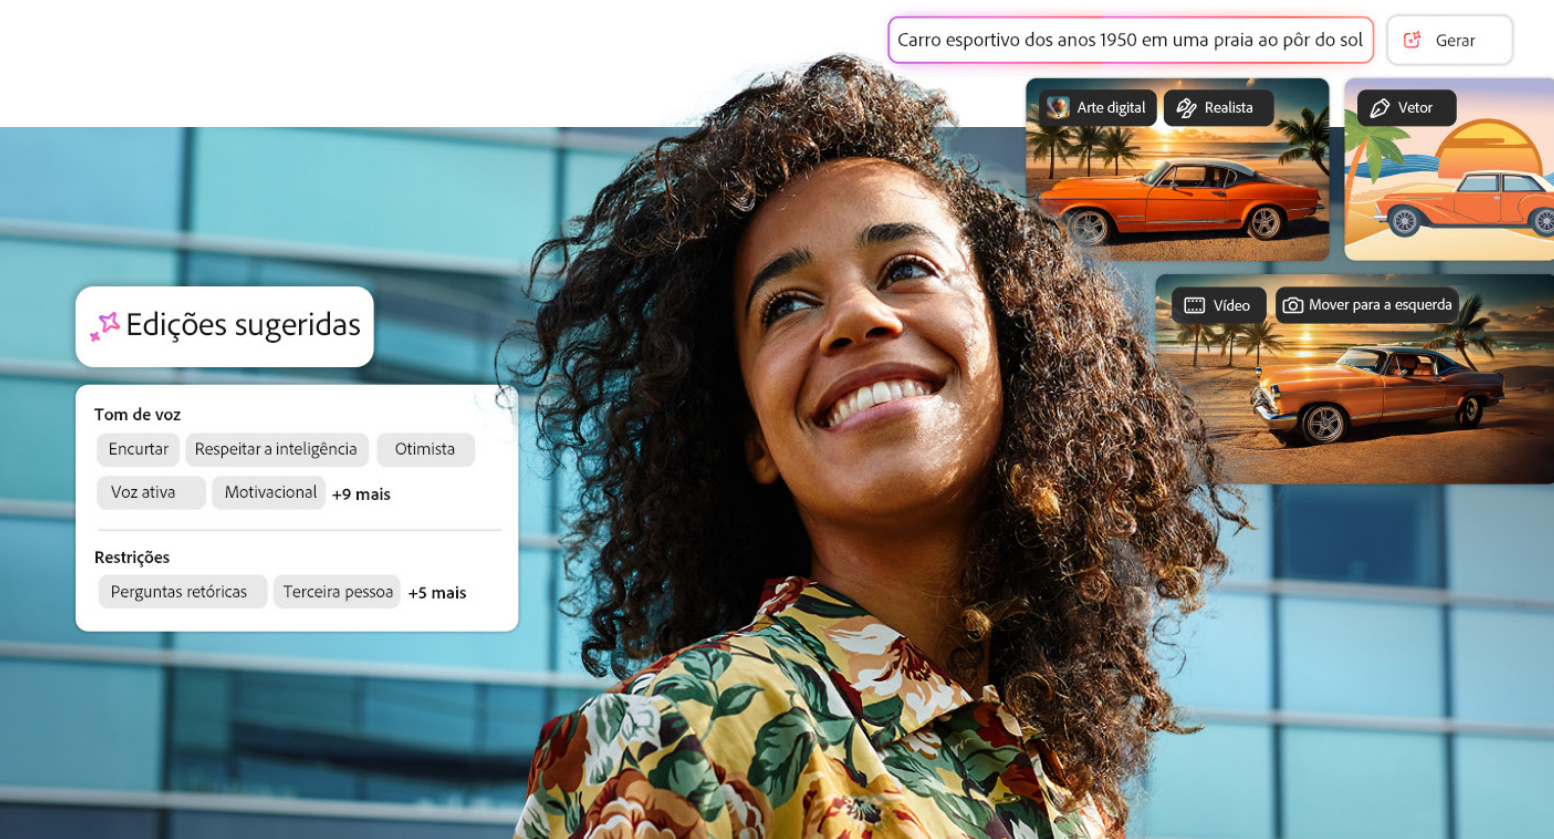 Carro esportivo dos anos 1950 em uma praia ao pôr do sol
Gerar
Arte digital
Realista
Vetor
Vídeo
Mover para a esquerda
Edições sugeridas
Tom de voz
Encurtar Respeitar a inteligência Otimista
Voz ativa Motivacional +9 mais
Restrições
Perguntas retóricas Terceira pessoa +5 mais